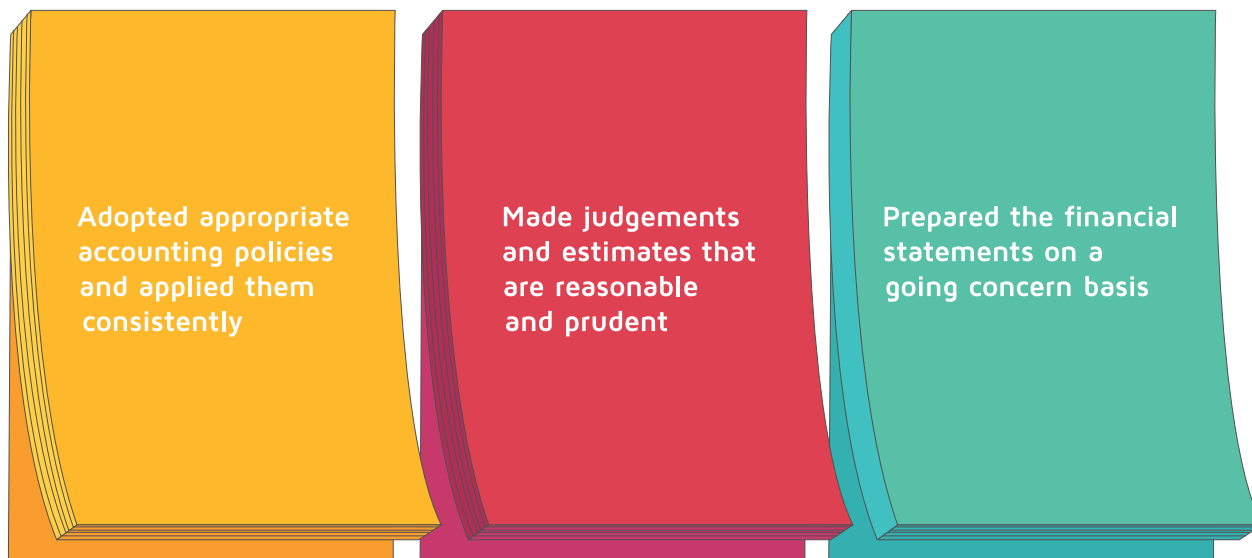 Adopted appropriate
accounting policies
and applied them
consistently
Made judgements
and estimates that
are reasonable
and prudent
Prepared the financial
statements on a
going concern basis